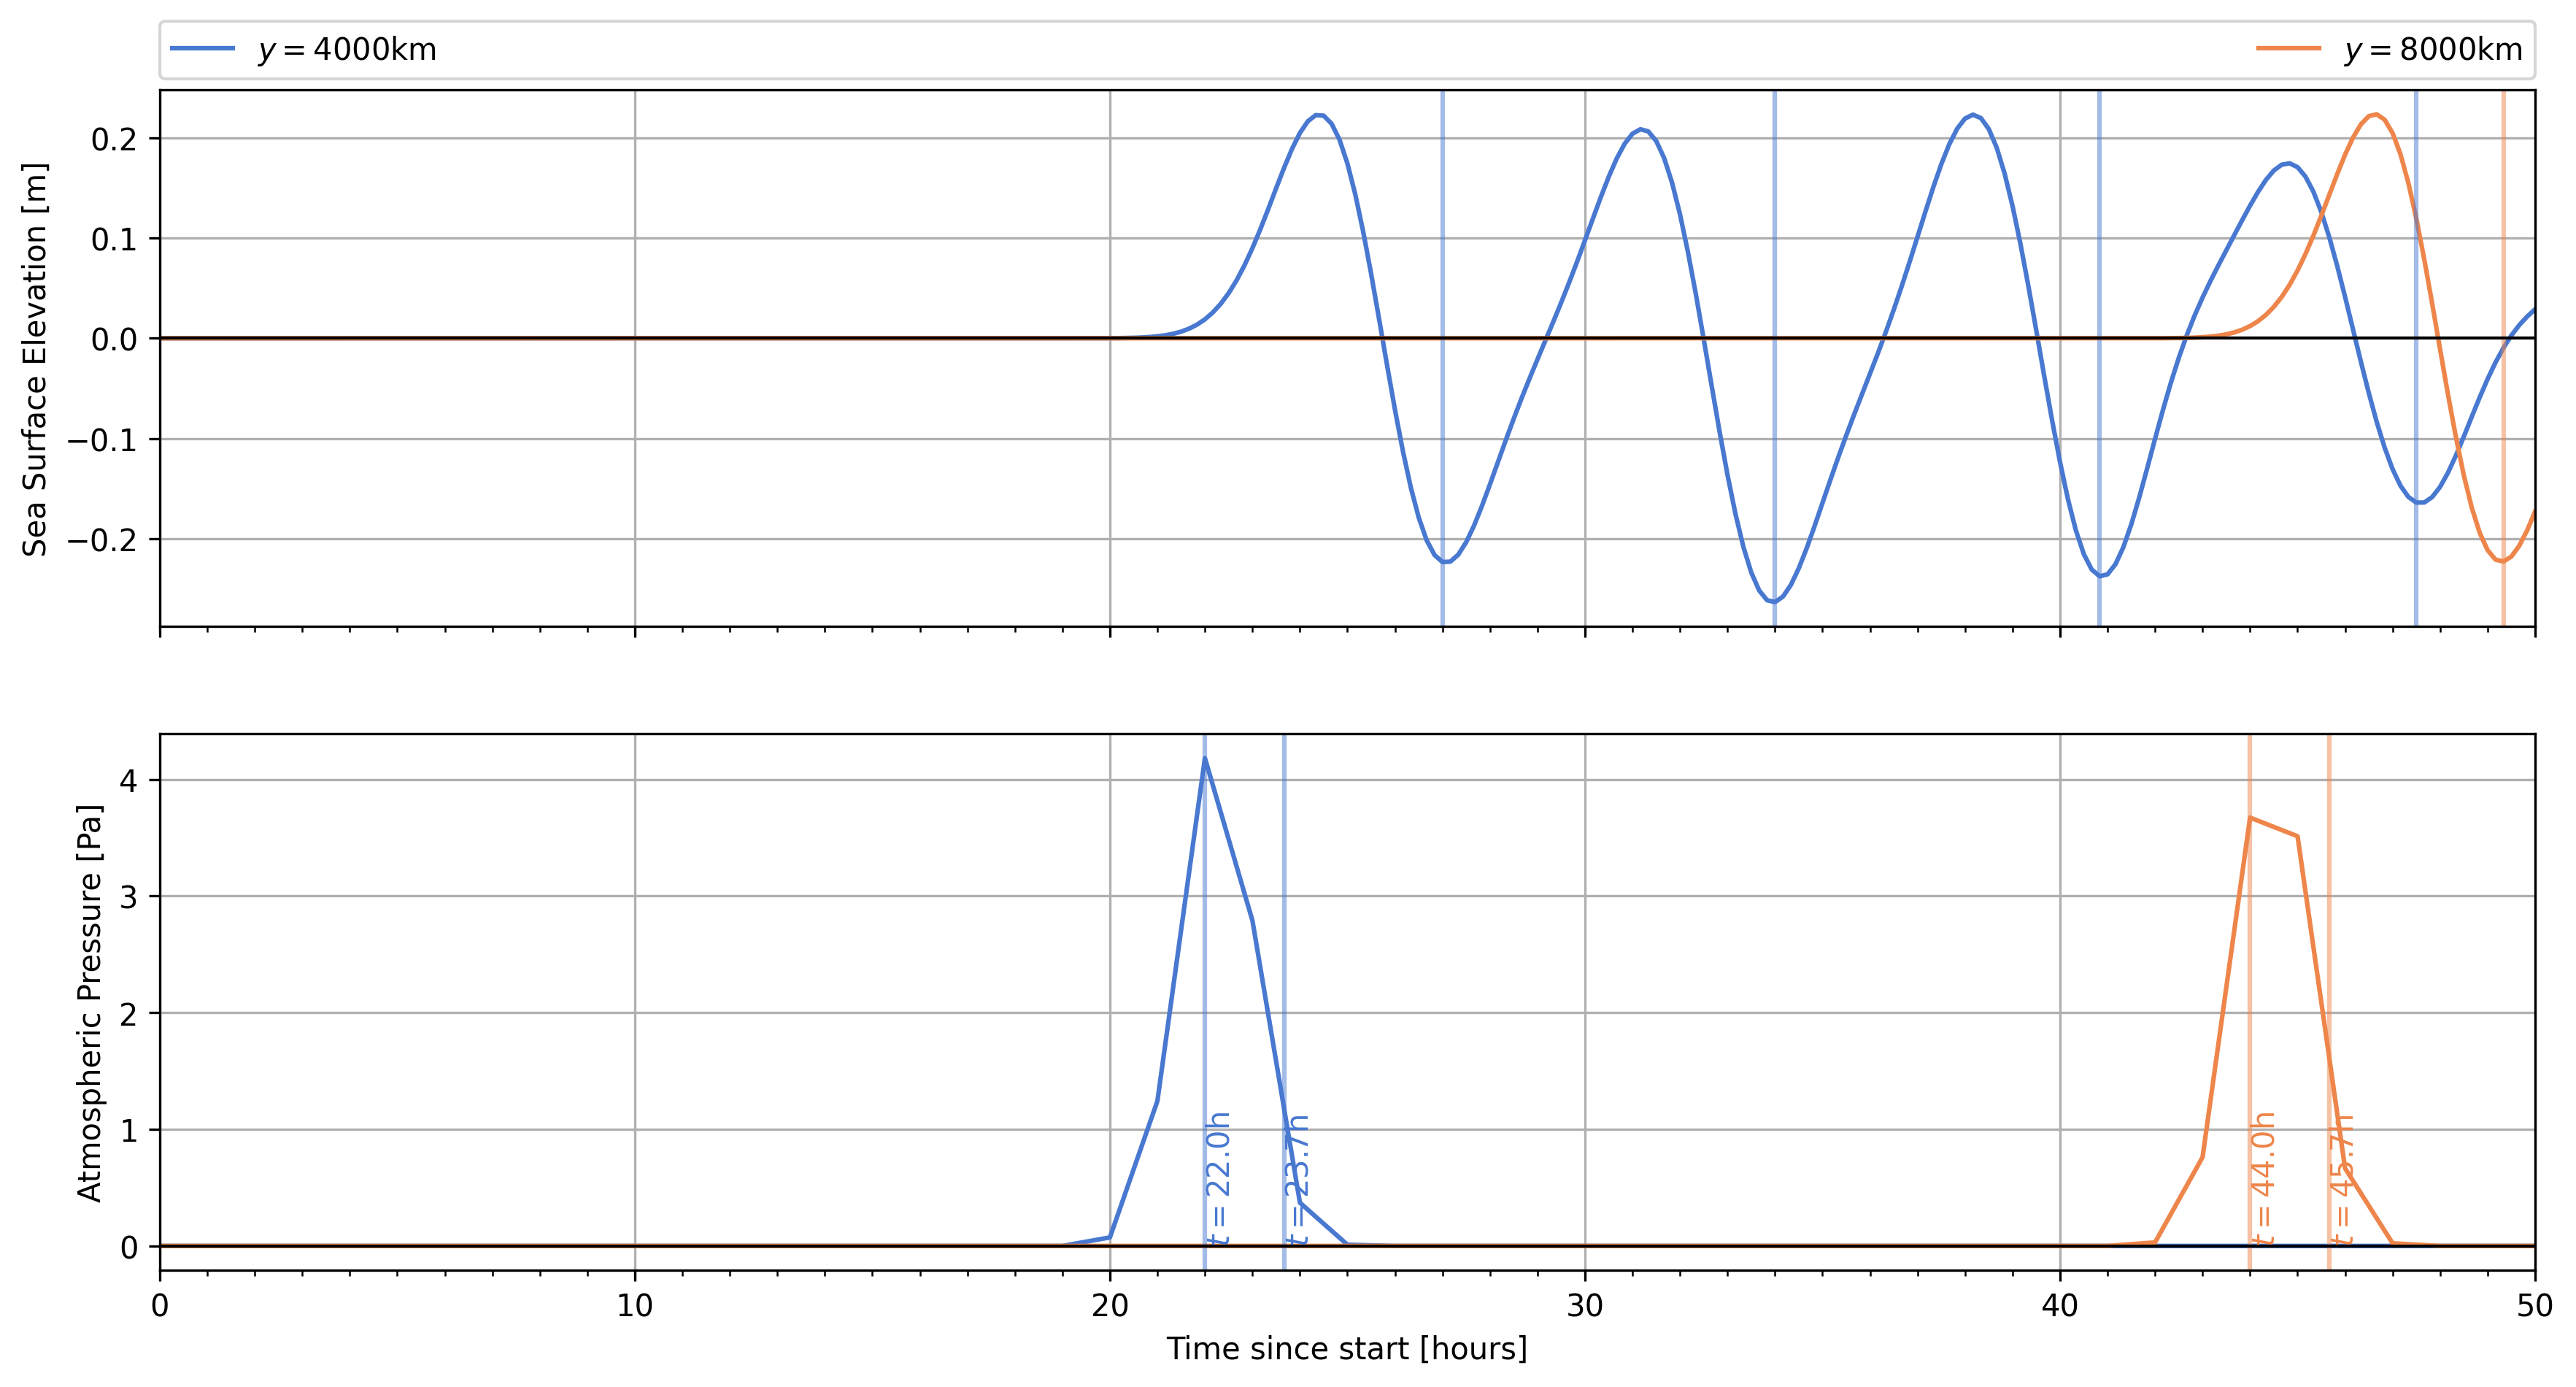 y = 4000km
y = 8000km
Sea Surface Elevation [m]
0.2
0.1
0.0
−0.1
−0.2
Atmospheric Pressure [Pa]
4
3
2
1
0
t = 22.0h
t = 23.7h
t = 44.0h
t = 45.7h
0 10 20 30 40 50
Time since start [hours]